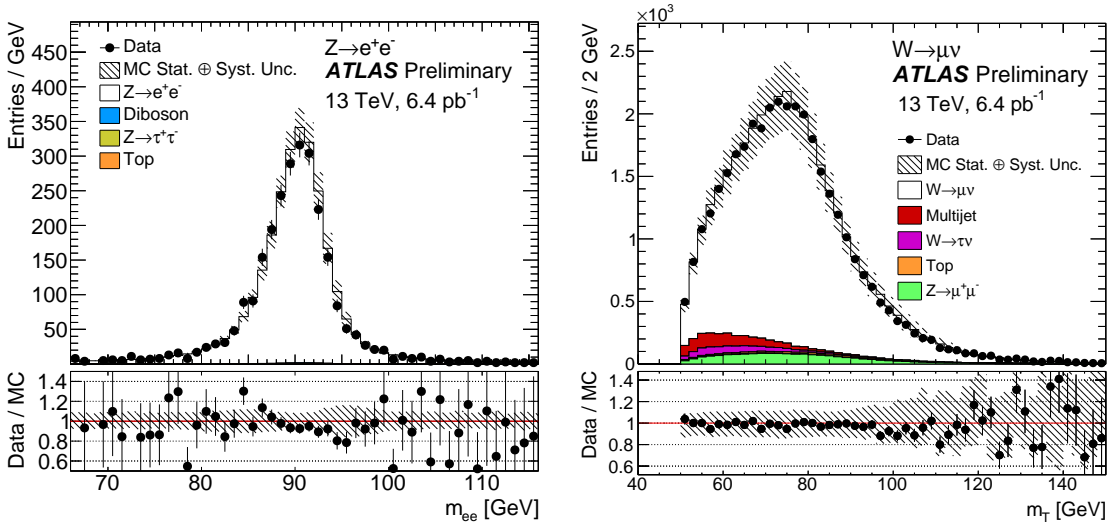 Entries / GeV
450
400
350
300
250
200
150
100
50
Data
MC Stat. ⊕ Syst. Unc.
Z→e⁺e⁻
Diboson
Z→τ⁺τ⁻
Top
Z→e⁺e⁻
ATLAS Preliminary
13 TeV, 6.4 pb⁻¹
Data / MC
1.4
1.2
1
0.8
0.6
70 80 90 100 110
m_ee [GeV]
×10³
Entries / 2 GeV
2.5
2
1.5
1
0.5
0
W→μν
ATLAS Preliminary
13 TeV, 6.4 pb⁻¹
Data
MC Stat. ⊕ Syst. Unc.
W→μν
Multijet
W→τν
Top
Z→μ⁺μ⁻
Data / MC
1.4
1.2
1
0.8
0.6
40 60 80 100 120 140
m_T [GeV]